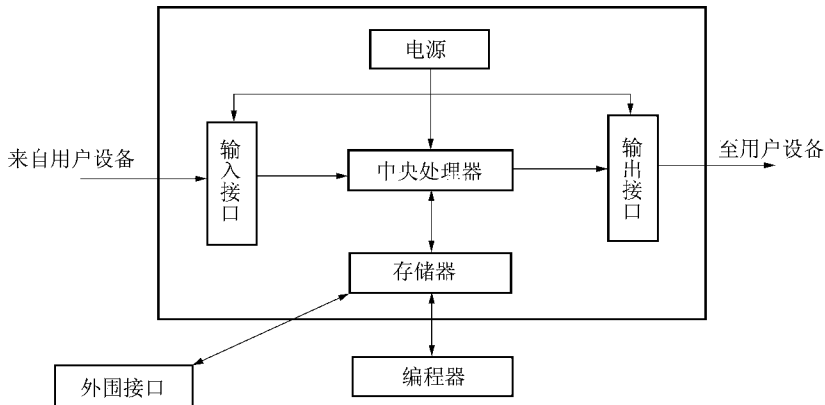 电源
来自用户设备
输入接口
中央处理器
输出接口
至用户设备
存储器
外围接口
编程器